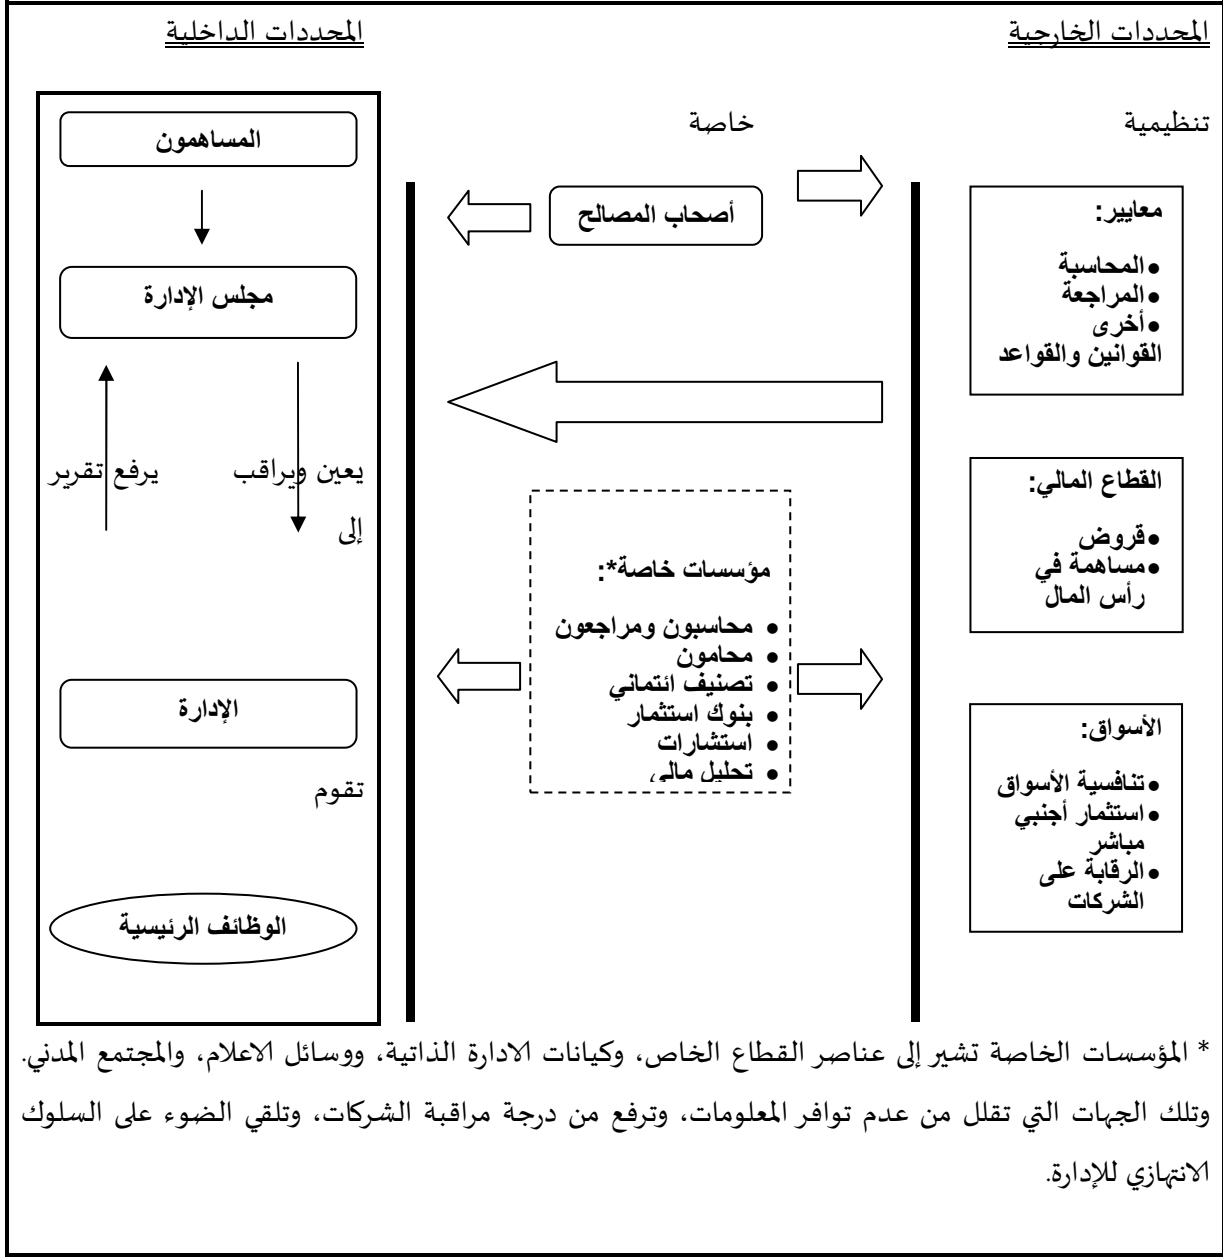 المحددات الخارجية
المحددات الداخلية
تنظيمية
خاصة
معايير:
●المحاسبة
●المراجعة
●أخرى
القوانين والقواعد
القطاع المالي:
●قروض
●مساهمة في
رأس المال
الأسواق:
●تنافسية الأسواق
●استثمار أجنبي
مباشر
●الرقابة على
الشركات
أصحاب المصالح
مؤسسات خاصة*:
● محاسبون ومراجعون
● محامون
● تصنيف ائتماني
● بنوك استثمار
● استشارات
● تحليل مالي
المساهمون
مجلس الإدارة
يعين ويراقب يرفع تقرير
إلى
الإدارة
تقوم
الوظائف الرئيسية
* المؤسسات الخاصة تشير إلى عناصر القطاع الخاص، وكيانات الادارة الذاتية، ووسائل الاعلام، والمجتمع المدني.
وتلك الجهات التي تقلل من عدم توافر المعلومات، وترفع من درجة مراقبة الشركات، وتلقي الضوء على السلوك
الانتهازي للإدارة.